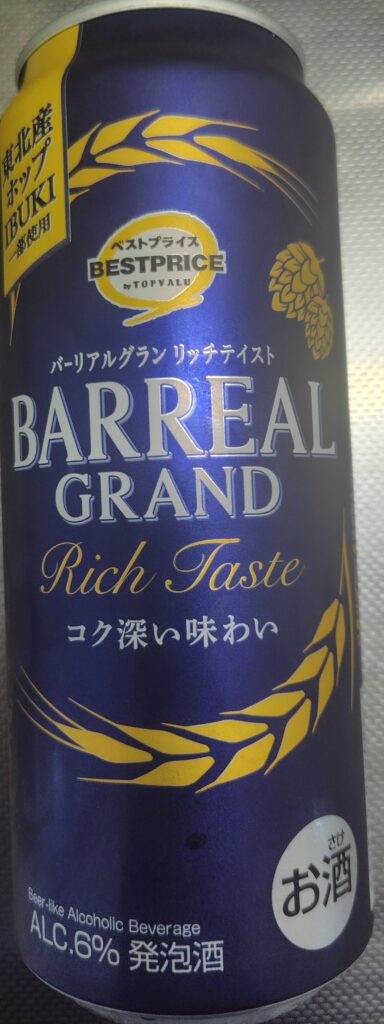 東北産
ホップ
IBUKI
一部使用
ベストプライス
BESTPRICE
by TOPVALU
バーリアルグラン リッチテイスト
BARREAL
GRAND
Rich Taste
コク深い味わい
さけ
お酒
Beer-like Alcoholic Beverage
ALC.6% 発泡酒